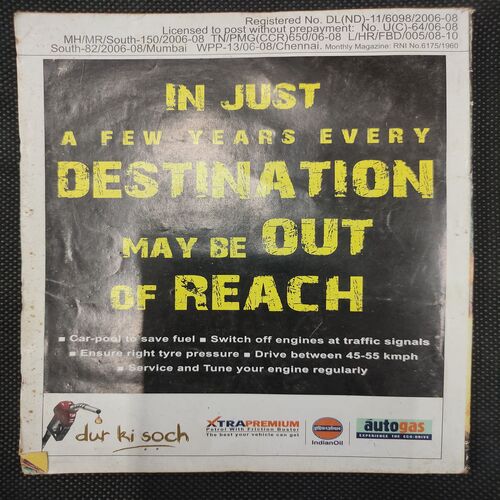 Registered No. DL(ND)-11/6098/2006-08
Licensed to post without prepayment: No. U(C)-64/06-08
MH/MR/South-150/2006-08 TN/PMG(CCR)650/06-08 L/HR/FBD/005/08-10
South-82/2006-08/Mumbai WPP-13/06-08/Chennai. Monthly Magazine: RNI No.6175/1960
IN JUST
A FEW YEARS EVERY
DESTINATION
MAY BE OUT
OF REACH
▪ Car-pool to save fuel ▪ Switch off engines at traffic signals
▪ Ensure right tyre pressure ▪ Drive between 45-55 kmph
▪ Service and Tune your engine regularly
dur ki soch
XTRAPREMIUM
Petrol With Friction Buster
The best your vehicle can get
इंडियनऑयल
IndianOil
autogas
EXPERIENCE THE ECO-DRIVE